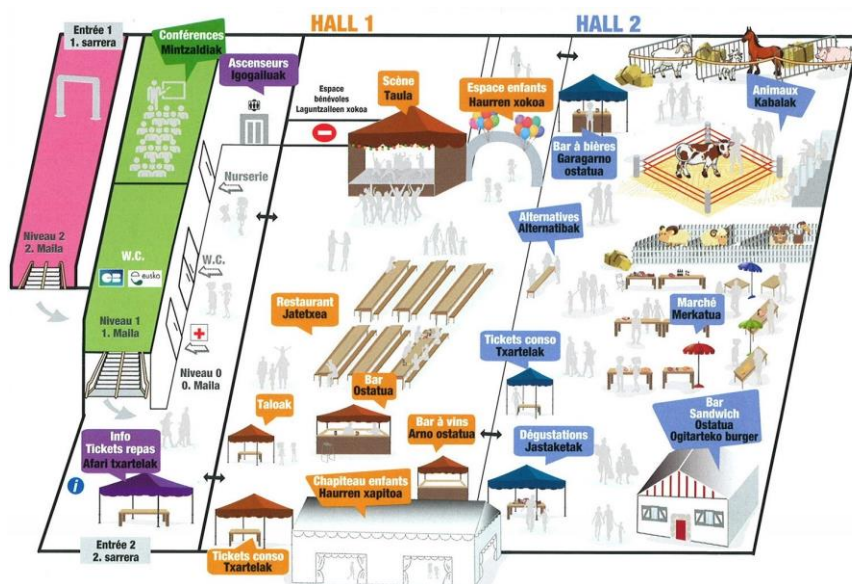 HALL 1
HALL 2
Entrée 1
1. sarrera
Conférences
Mintzaldiak
Ascenseurs
Igogailuak
Espace
bénévoles
Laguntzaileen xokoa
Scène
Taula
Espace enfants
Haurren xokoa
Bar à bières
Garagarno
ostatua
Animaux
Kabalak
Nurserie
Niveau 2
2. Maila
W.C.
eusko
W.C.
Niveau 1
1. Maila
Niveau 0
0. Maila
Alternatives
Alternatibak
Restaurant
Jatetxea
Marché
Merkatua
Tickets conso
Txartelak
Taloak
Bar
Ostatua
Bar à vins
Arno ostatua
Dégustations
Jastaketak
Bar
Sandwich
Ostatua
Ogitarteko burger
Info
Tickets repas
Afari txartelak
i
Chapiteau enfants
Haurren xapitoa
Entrée 2
2. sarrera
Tickets conso
Txartelak